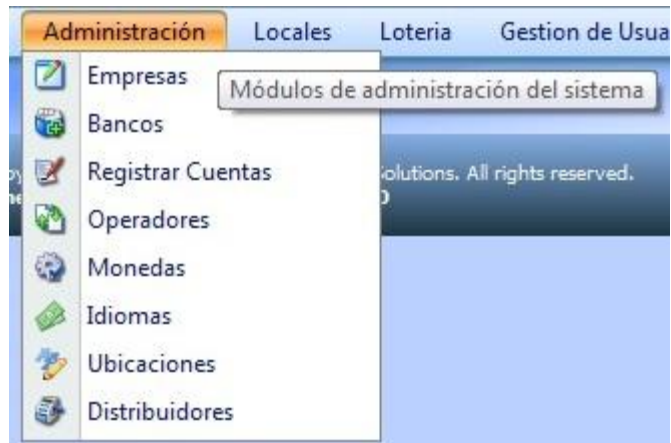 Administración Locales Loteria Gestion de Usua
Empresas
Módulos de administración del sistema
Bancos
Registrar Cuentas
olutions. All rights reserved.
Operadores
Monedas
Idiomas
Ubicaciones
Distribuidores